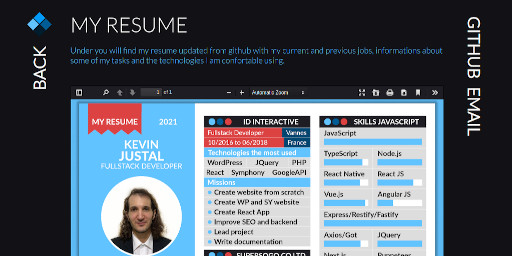 MY RESUME
BACK
GITHUB EMAIL
Under you will find my resume updated from github with my current and previous jobs, informations about
some of my tasks and the technologies I am confortable using.
1 of 1
Automatic Zoom
MY RESUME 2021
KEVIN
JUSTAL
FULLSTACK DEVELOPER
ID INTERACTIVE
Fullstack Developer Vannes
10/2016 to 06/2018 France
Technologies the most used
WordPress JQuery PHP
React Symphony GoogleAPI
Missions
Create website from scratch
Create WP and SY website
Create React App
Improve SEO and backend
Lead project
Write documentation
SUPERSOGO CO LTD
SKILLS JAVASCRIPT
JavaScript
TypeScript Node.js
React Native React JS
Vue.js Angular JS
Express/Restify/Fastify
Axios/Got JQuery
Next.js Puppeteer